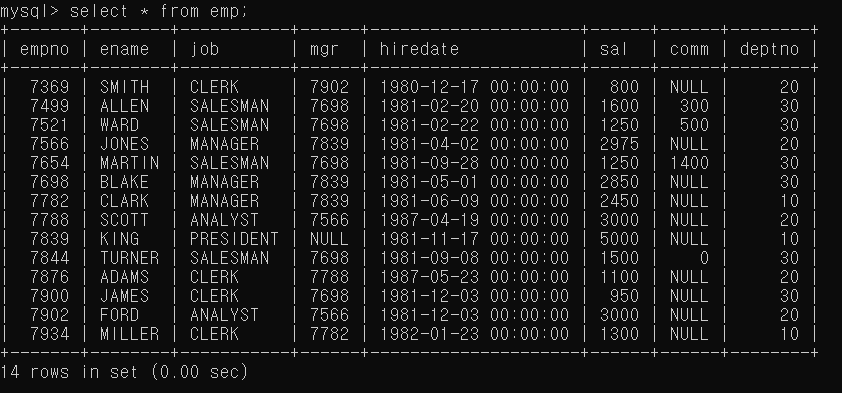 mysql> select * from emp;
+-------+--------+-----------+------+---------------------+------+------+--------+
| empno | ename  | job       | mgr  | hiredate            | sal  | comm | deptno |
+-------+--------+-----------+------+---------------------+------+------+--------+
|  7369 | SMITH  | CLERK     | 7902 | 1980-12-17 00:00:00 |  800 | NULL |     20 |
|  7499 | ALLEN  | SALESMAN  | 7698 | 1981-02-20 00:00:00 | 1600 |  300 |     30 |
|  7521 | WARD   | SALESMAN  | 7698 | 1981-02-22 00:00:00 | 1250 |  500 |     30 |
|  7566 | JONES  | MANAGER   | 7839 | 1981-04-02 00:00:00 | 2975 | NULL |     20 |
|  7654 | MARTIN | SALESMAN  | 7698 | 1981-09-28 00:00:00 | 1250 | 1400 |     30 |
|  7698 | BLAKE  | MANAGER   | 7839 | 1981-05-01 00:00:00 | 2850 | NULL |     30 |
|  7782 | CLARK  | MANAGER   | 7839 | 1981-06-09 00:00:00 | 2450 | NULL |     10 |
|  7788 | SCOTT  | ANALYST   | 7566 | 1987-04-19 00:00:00 | 3000 | NULL |     20 |
|  7839 | KING   | PRESIDENT | NULL | 1981-11-17 00:00:00 | 5000 | NULL |     10 |
|  7844 | TURNER | SALESMAN  | 7698 | 1981-09-08 00:00:00 | 1500 |    0 |     30 |
|  7876 | ADAMS  | CLERK     | 7788 | 1987-05-23 00:00:00 | 1100 | NULL |     20 |
|  7900 | JAMES  | CLERK     | 7698 | 1981-12-03 00:00:00 |  950 | NULL |     30 |
|  7902 | FORD   | ANALYST   | 7566 | 1981-12-03 00:00:00 | 3000 | NULL |     20 |
|  7934 | MILLER | CLERK     | 7782 | 1982-01-23 00:00:00 | 1300 | NULL |     10 |
+-------+--------+-----------+------+---------------------+------+------+--------+
14 rows in set (0.00 sec)